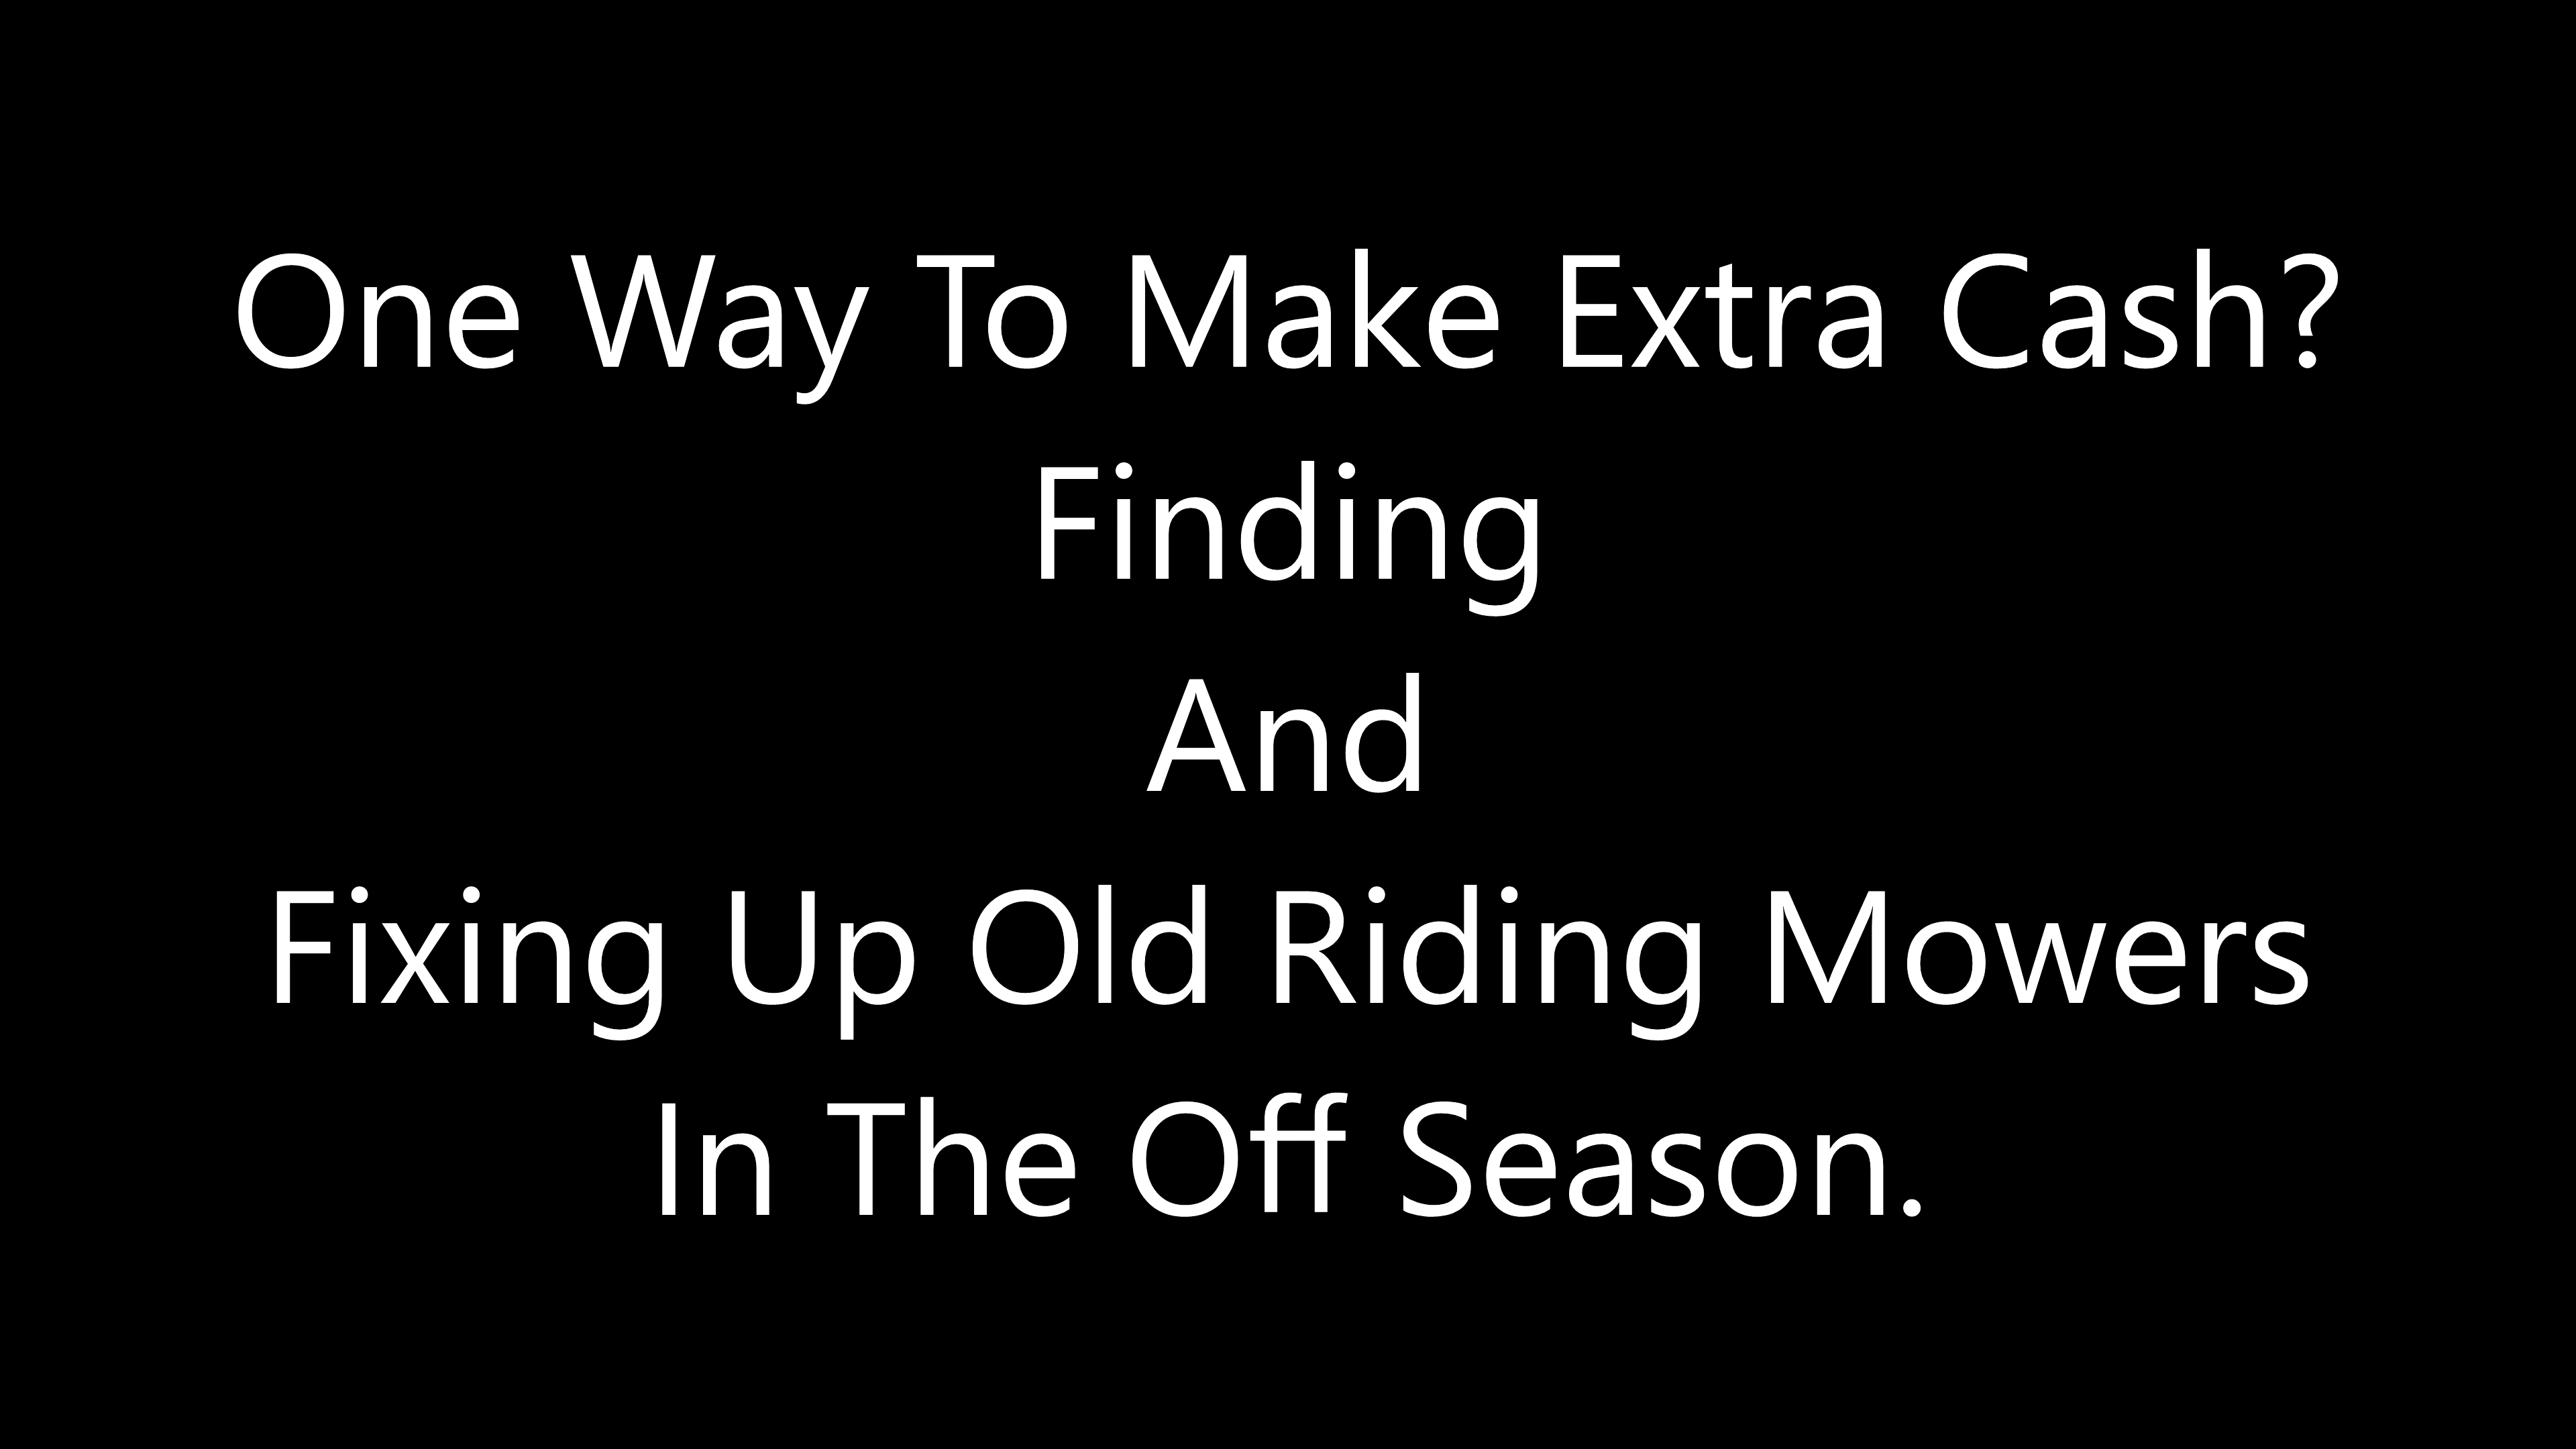 One Way To Make Extra Cash?
Finding
And
Fixing Up Old Riding Mowers
In The Off Season.